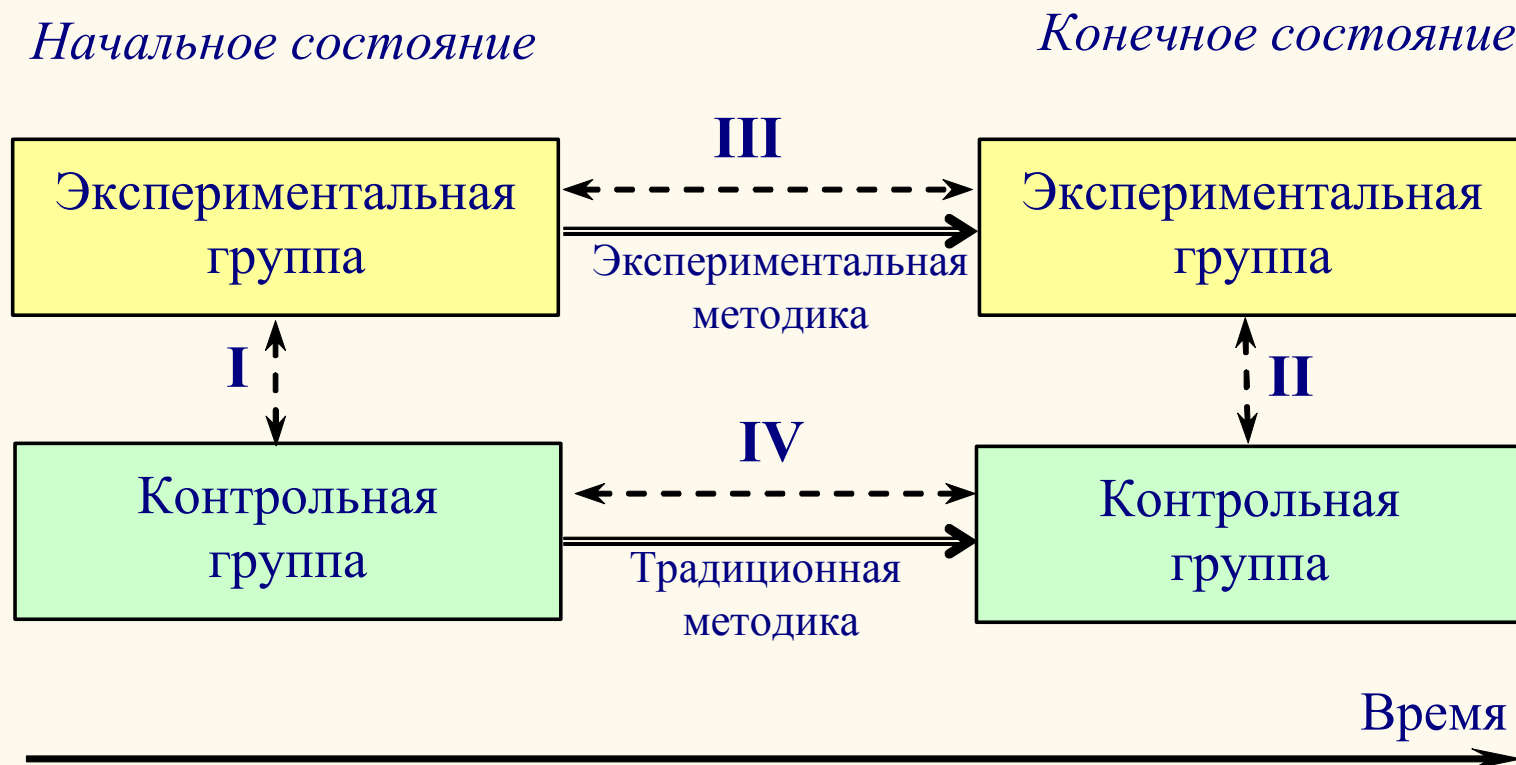 Начальное состояние
Конечное состояние
III
Экспериментальная
группа
Экспериментальная
методика
Экспериментальная
группа
I
II
IV
Контрольная
группа
Традиционная
методика
Контрольная
группа
Время